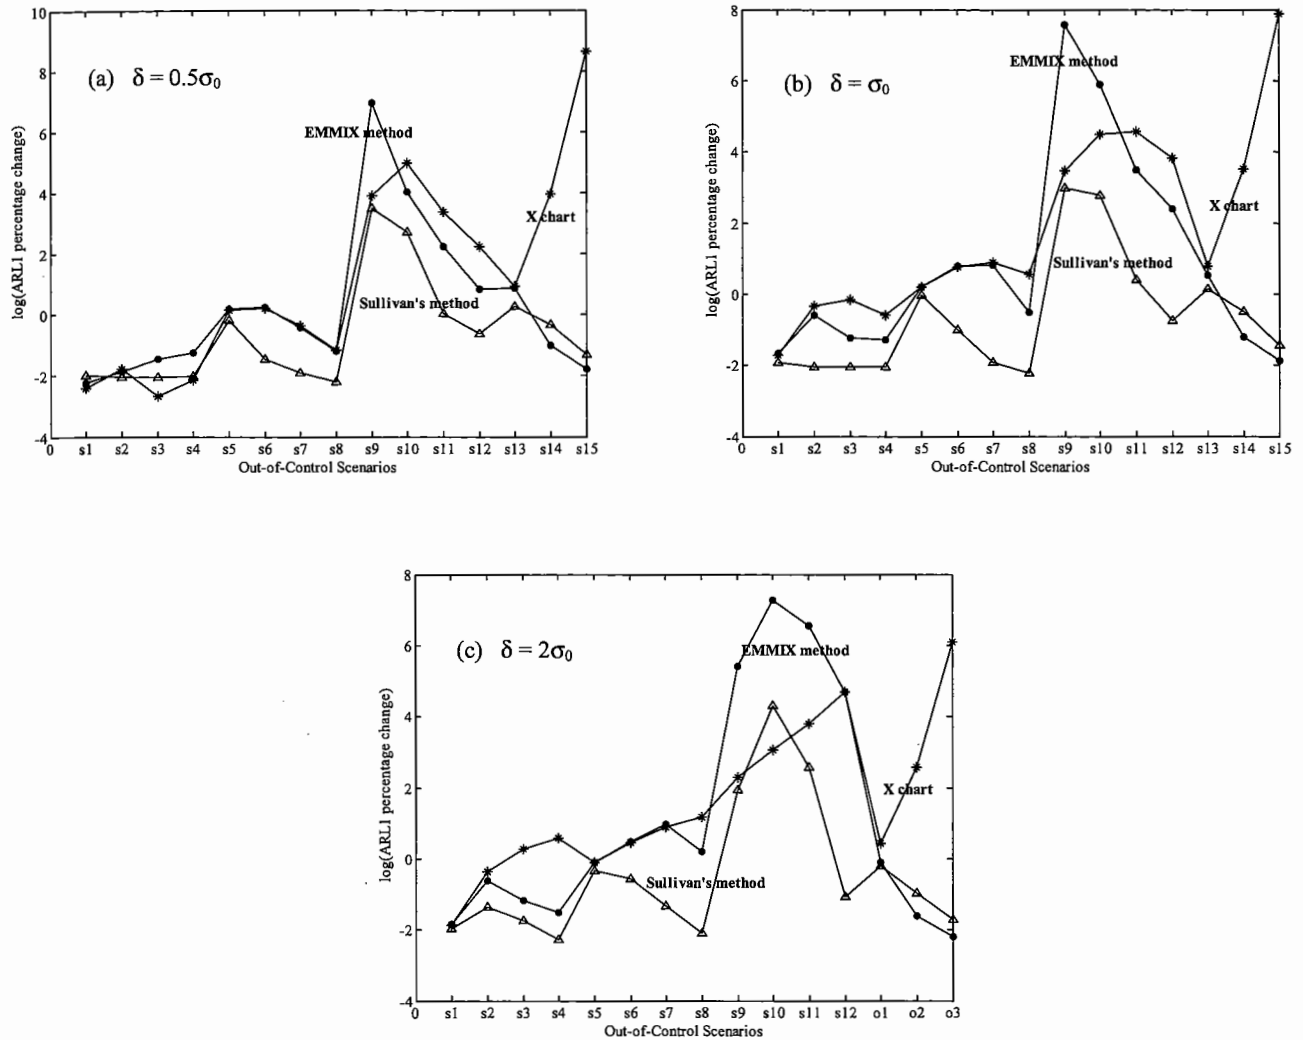 (a) δ = 0.5σ₀
log(ARL1 percentage change)
10
8
6
4
2
0
-2
-4
EMMIX method
X chart
Sullivan's method
0 s1 s2 s3 s4 s5 s6 s7 s8 s9 s10 s11 s12 s13 s14 s15
Out-of-Control Scenarios
(b) δ = σ₀
log(ARL1 percentage change)
8
6
4
2
0
-2
-4
EMMIX method
X chart
Sullivan's method
0 s1 s2 s3 s4 s5 s6 s7 s8 s9 s10 s11 s12 s13 s14 s15
Out-of-Control Scenarios
(c) δ = 2σ₀
log(ARL1 percentage change)
8
6
4
2
0
-2
-4
EMMIX method
X chart
Sullivan's method
0 s1 s2 s3 s4 s5 s6 s7 s8 s9 s10 s11 s12 o1 o2 o3
Out-of-Control Scenarios